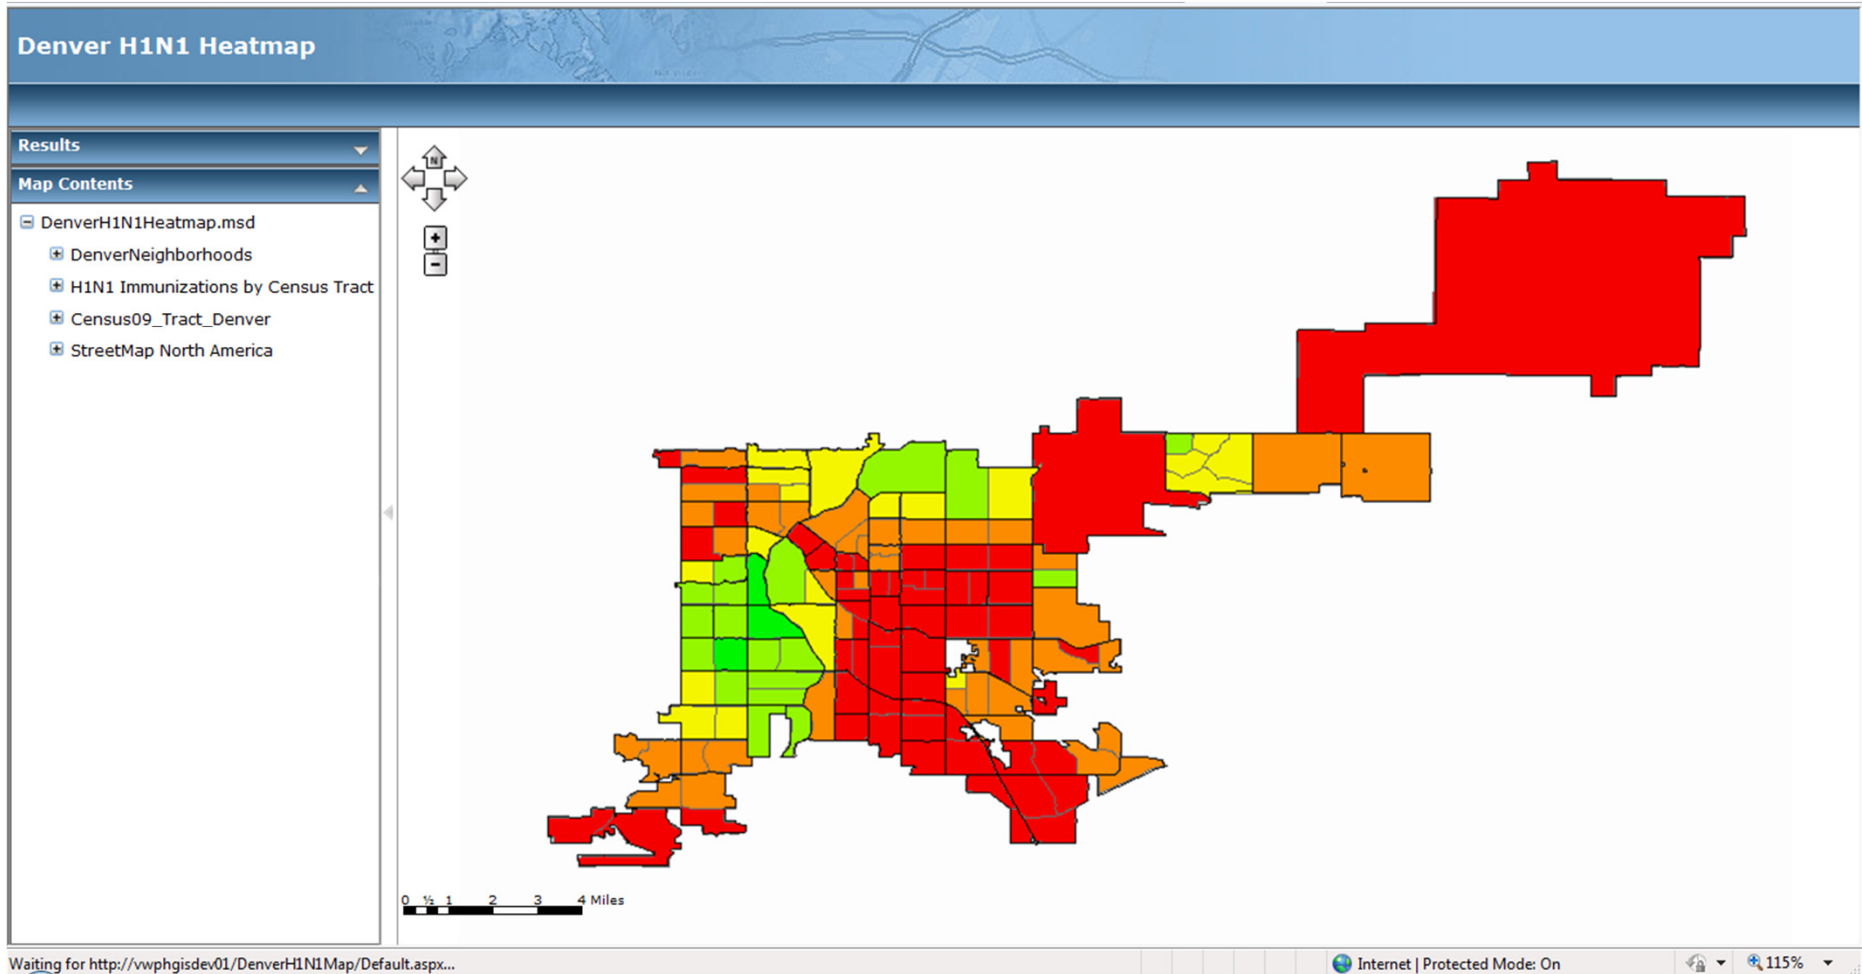 Denver H1N1 Heatmap
Results
Map Contents
DenverH1N1Heatmap.msd
DenverNeighborhoods
H1N1 Immunizations by Census Tract
Census09_Tract_Denver
StreetMap North America
N
0 ½ 1 2 3 4 Miles
Waiting for http://vwphgisdev01/DenverH1N1Map/Default.aspx...
Internet | Protected Mode: On
115%